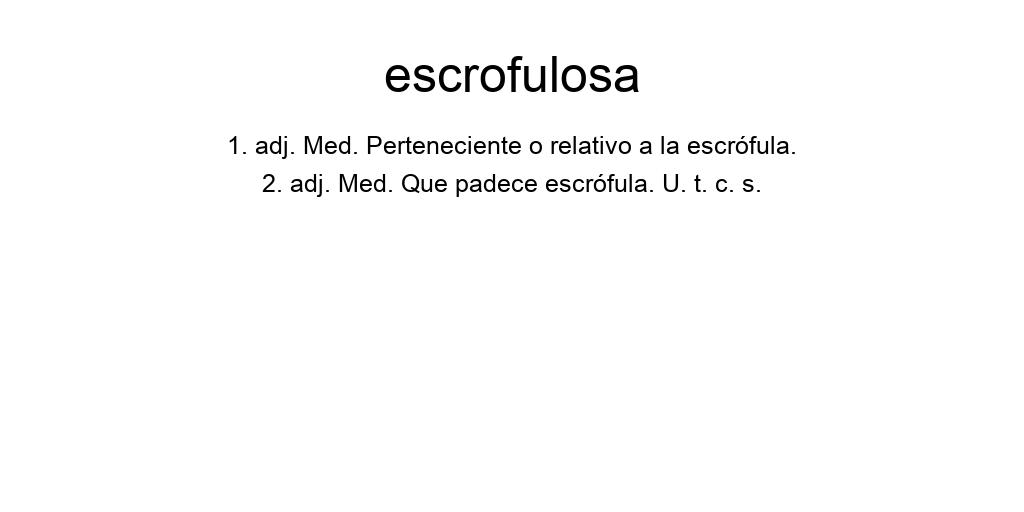 escrofulosa
1. adj. Med. Perteneciente o relativo a la escrófula.
2. adj. Med. Que padece escrófula. U. t. c. s.